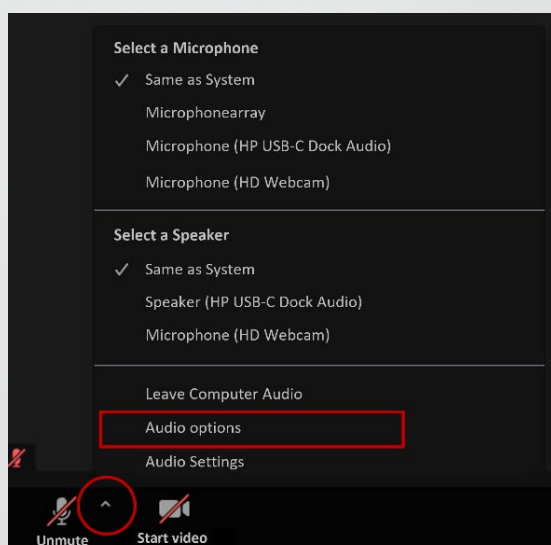 Select a Microphone
Same as System
Microphonearray
Microphone (HP USB-C Dock Audio)
Microphone (HD Webcam)
Select a Speaker
Same as System
Speaker (HP USB-C Dock Audio)
Microphone (HD Webcam)
Leave Computer Audio
Audio options
Audio Settings
Unmute
Start video